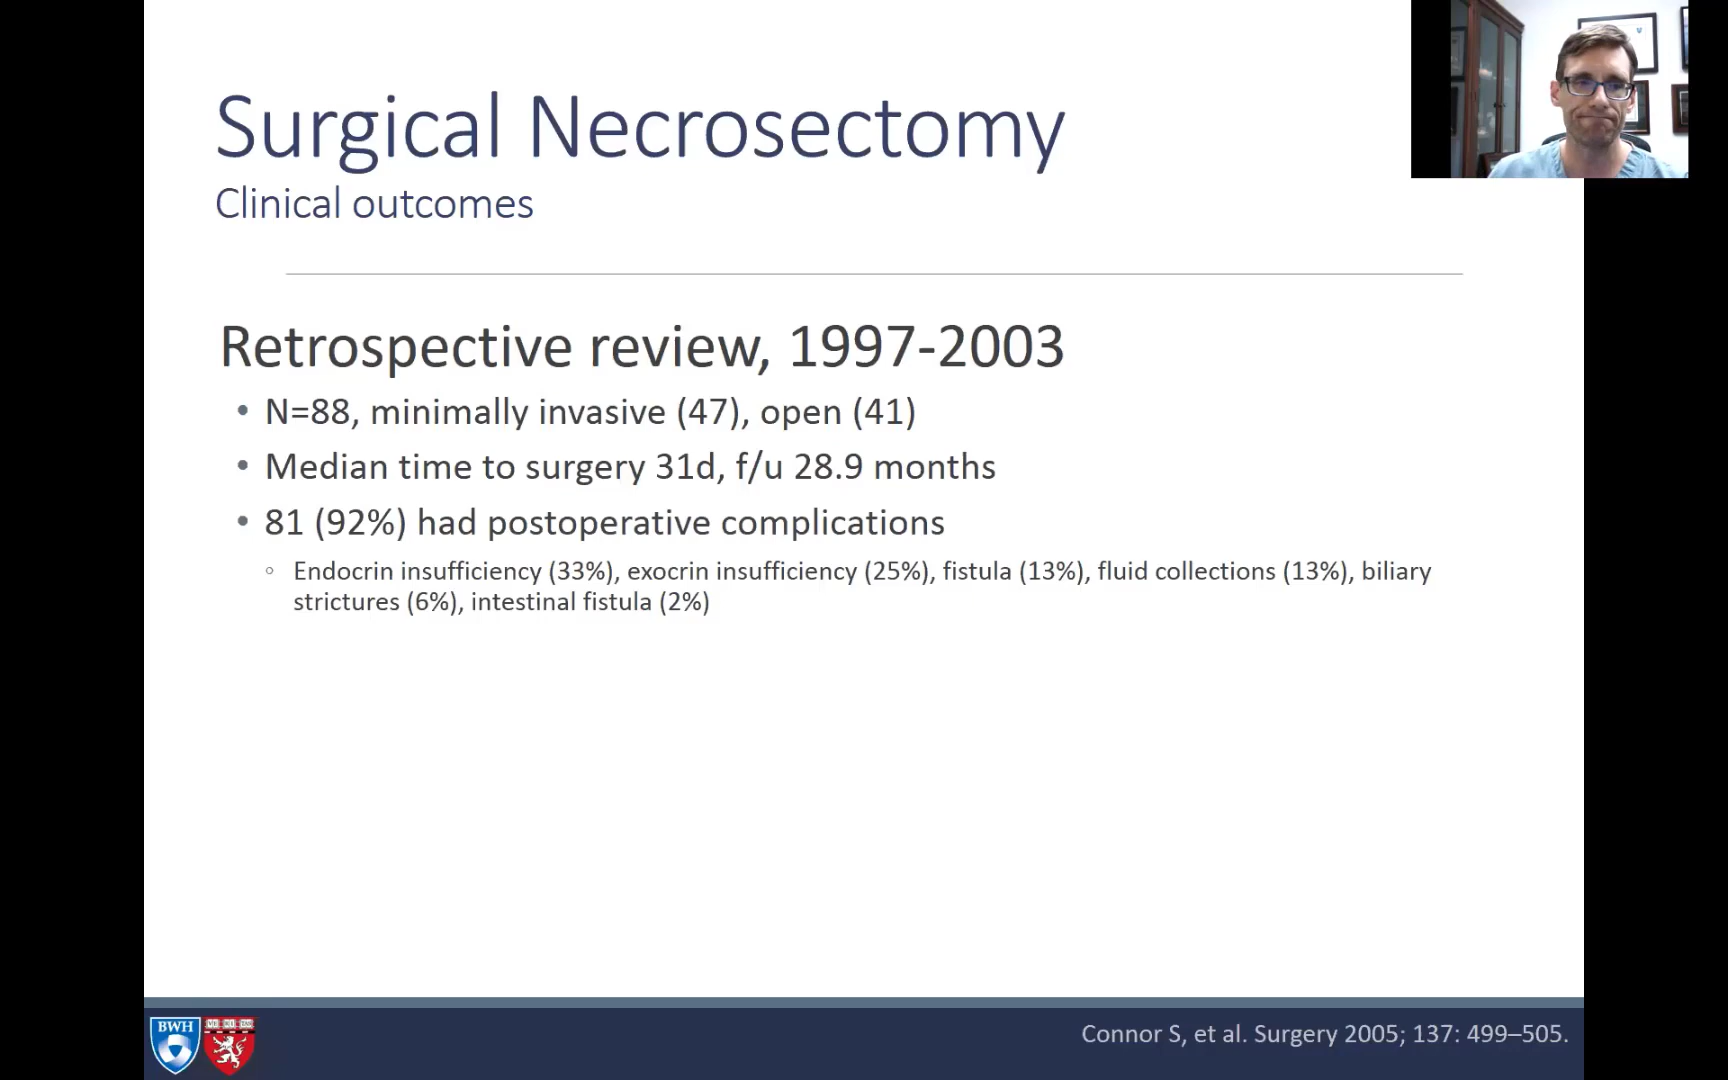 Surgical Necrosectomy
Clinical outcomes
Retrospective review, 1997-2003
• N=88, minimally invasive (47), open (41)
• Median time to surgery 31d, f/u 28.9 months
• 81 (92%) had postoperative complications
◦ Endocrin insufficiency (33%), exocrin insufficiency (25%), fistula (13%), fluid collections (13%), biliary
strictures (6%), intestinal fistula (2%)
BWH
Connor S, et al. Surgery 2005; 137: 499–505.